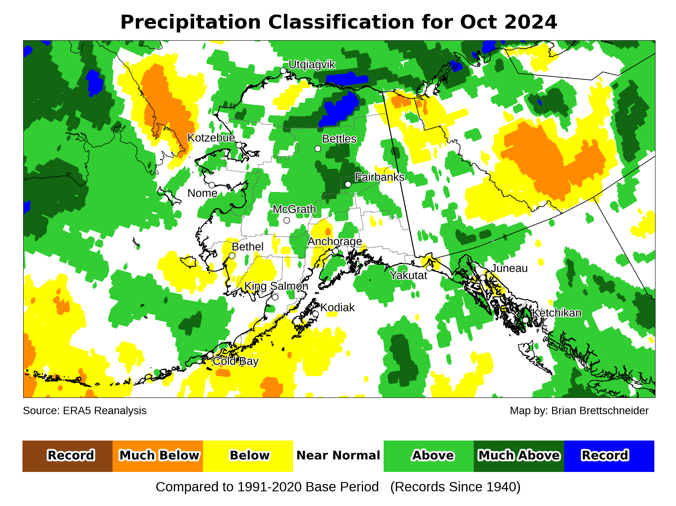 Precipitation Classification for Oct 2024
Utqiagvik
Kotzebue
Bettles
Fairbanks
Nome
McGrath
Anchorage
Bethel
Juneau
Yakutat
King Salmon
Kodiak
Ketchikan
Cold Bay
Source: ERA5 Reanalysis
Map by: Brian Brettschneider
Record
Much Below
Below
Near Normal
Above
Much Above
Record
Compared to 1991-2020 Base Period (Records Since 1940)